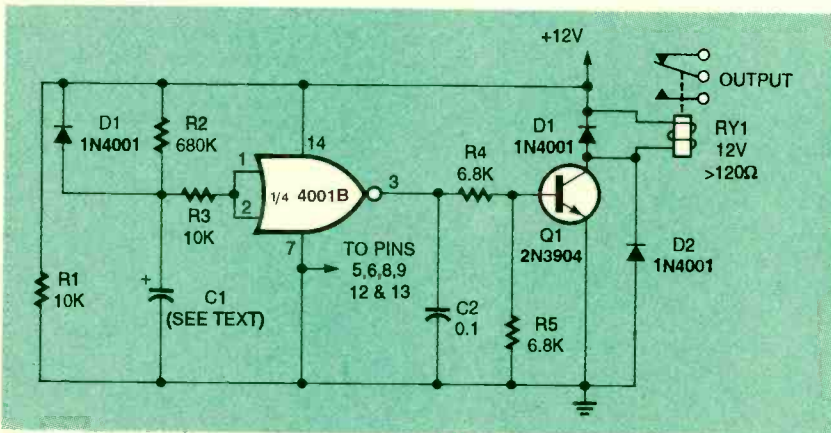 +12V
OUTPUT
D1
1N4001
R2
680K
14
D1
1N4001
RY1
12V
>120Ω
1
2
1/4 4001B
3
R4
6.8K
R3
10K
7
TO PINS
5,6,8,9
12 & 13
Q1
2N3904
D2
1N4001
R1
10K
+
C1
(SEE TEXT)
C2
0.1
R5
6.8K